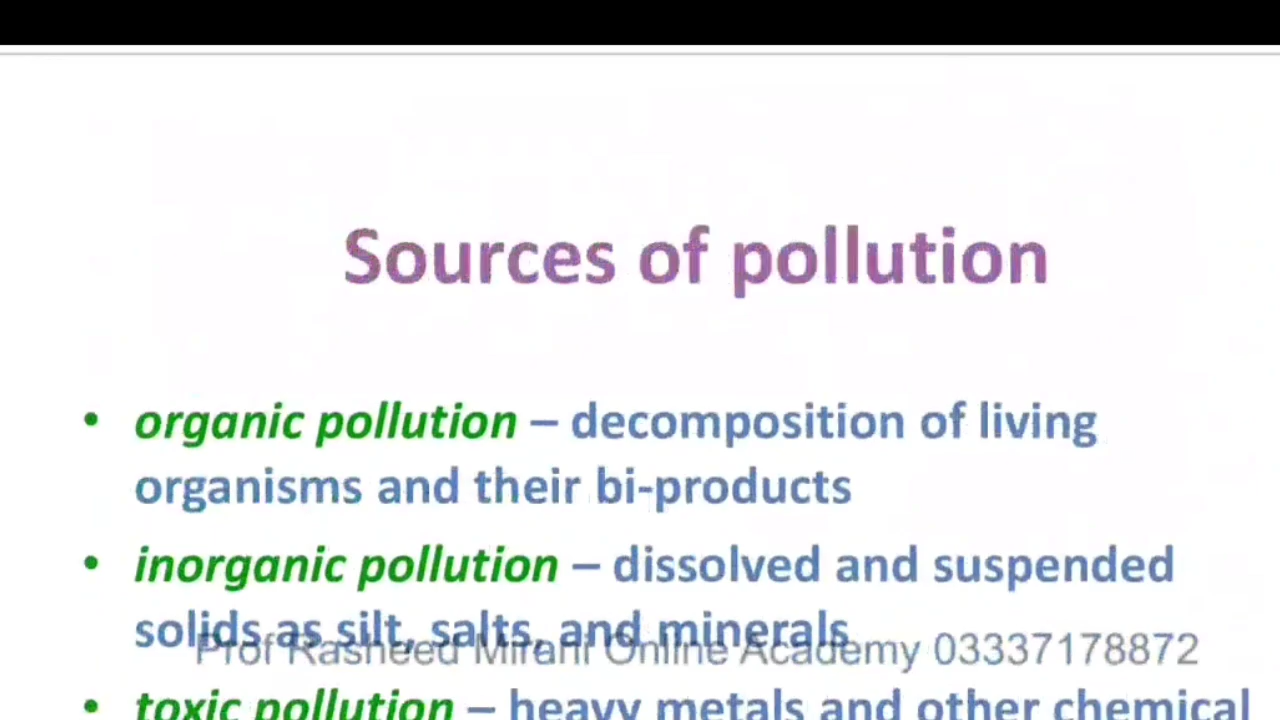 Sources of pollution
• organic pollution – decomposition of living
organisms and their bi-products
• inorganic pollution – dissolved and suspended
solids as silt, salts, and minerals
Prof Rasheed Mirani Online Academy 03337178872
• toxic pollution – heavy metals and other chemical